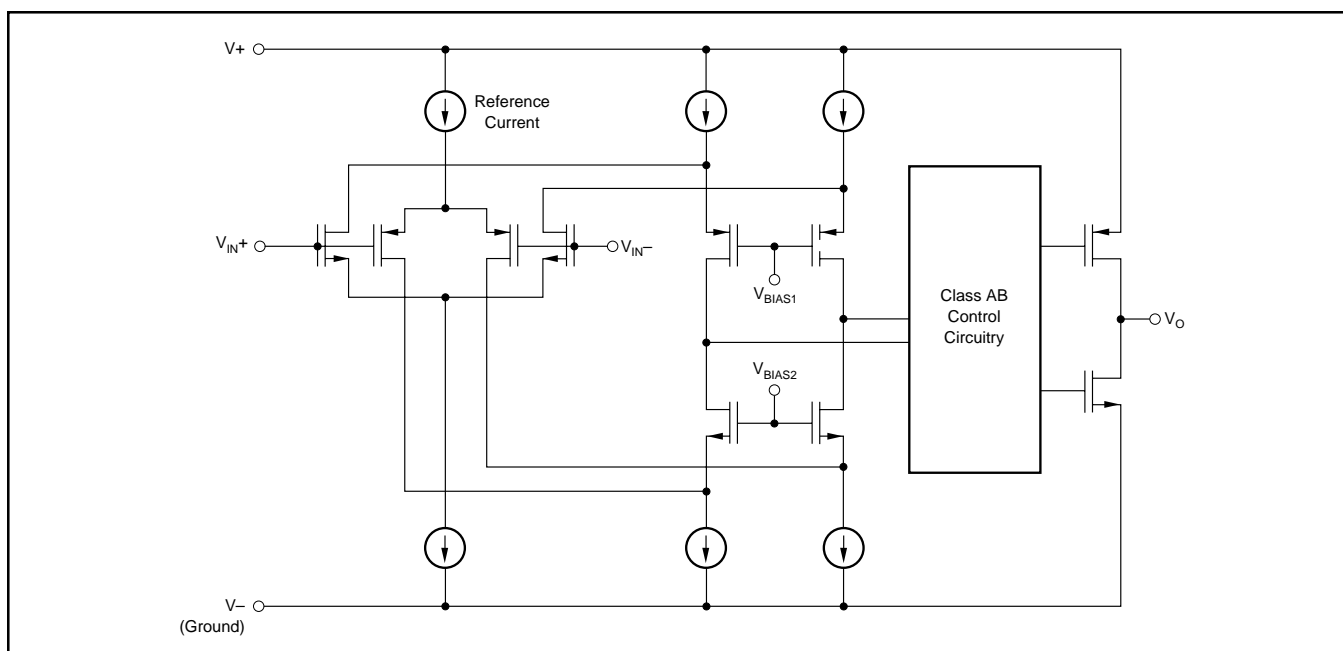 V+
Reference
Current
V_IN+
V_IN–
V_BIAS1
Class AB
Control
Circuitry
V_O
V_BIAS2
V–
(Ground)